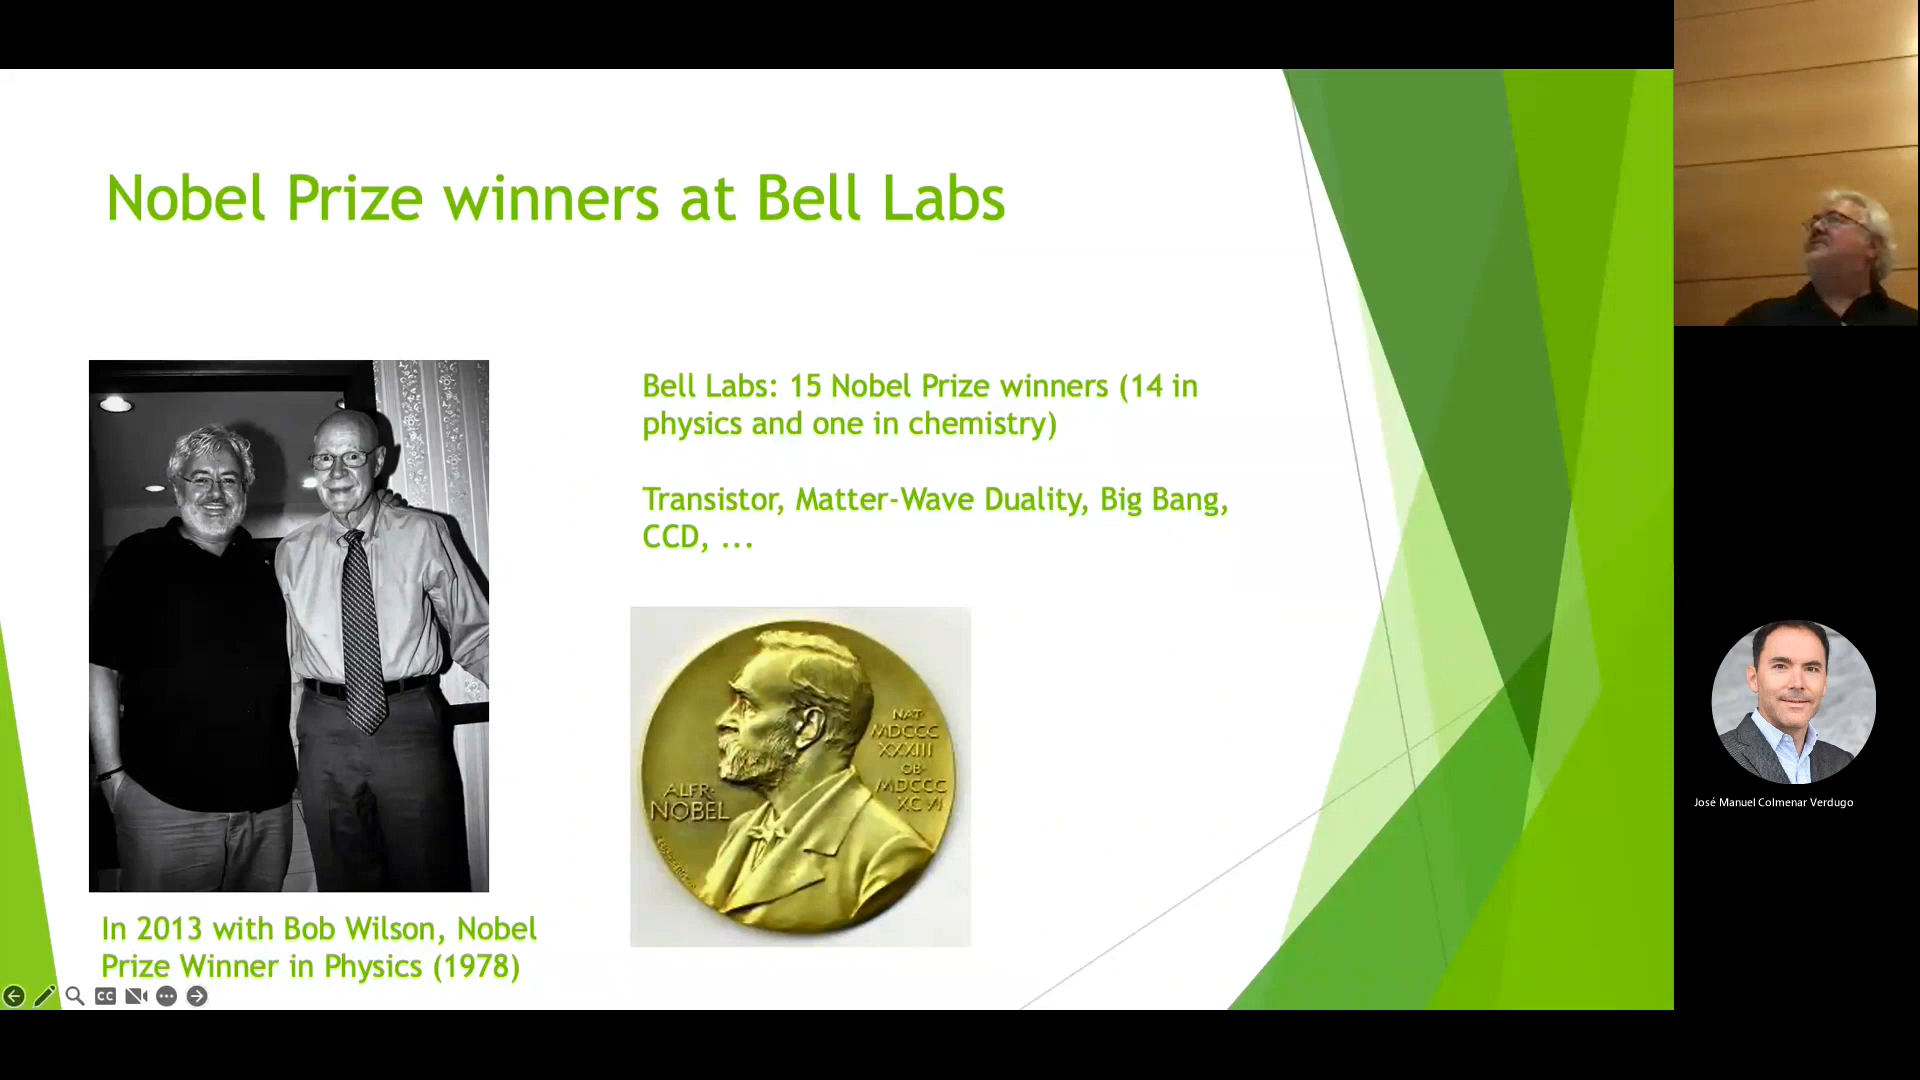 Nobel Prize winners at Bell Labs
Bell Labs: 15 Nobel Prize winners (14 in
physics and one in chemistry)
Transistor, Matter-Wave Duality, Big Bang,
CCD, ...
NAT-
MDCCC
XXXIII
OB-
MDCCC
XCVI
ALFR-
NOBEL
In 2013 with Bob Wilson, Nobel
Prize Winner in Physics (1978)
CC
José Manuel Colmenar Verdugo